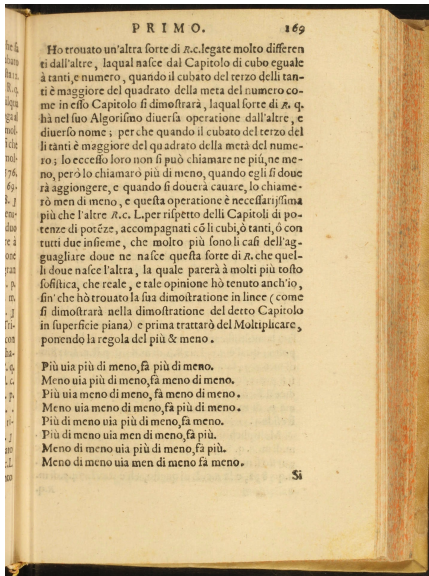 PRIMO. 169
Ho trouato un'altra sorte di R.c.legate molto differen
ti dall'altre, laqual nasce dal Capitolo di cubo eguale
à tanti,e numero, quando il cubato del terzo delli tan-
ti è maggiore del quadrato della meta del numero co-
me in esso Capitolo si dimostrarà, laqual sorte di R. q.
hà nel suo Algorismo diuersa operatione dall'altre, e
diuerso nome; perche quando il cubato del terzo del
li tanti è maggiore del quadrato della metà del nume-
ro; lo eccesso loro non si può chiamare ne più, ne me-
no, però lo chiamarò più di meno, quando egli si doue
rà aggiongere, e quando si douerà cauare, lo chiame-
rò men di meno, e questa operatione è necessarijssima
più che l'altre R.c. L.per rispetto delli Capitoli di po-
tenze di potẽze, accompagnati cõ li cubi,ò tanti,ò con
tutti due insieme, che molto più sono li casi dell'ag-
guagliare doue ne nasce questa sorte di R. che quel-
li doue nasce l'altra, la quale parerà à molti più tosto
sofistica, che reale, e tale opinione hò tenuto anch'io,
sin'che hò trouato la sua dimostratione in linee (come
si dimostrarà nella dimostratione del detto Capitolo
in superficie piana) e prima trattarò del Moltiplicare,
ponendo la regola del più & meno.
Più uia più di meno,fà più di meno.
Meno uia più di meno,fà meno di meno.
Più uia meno di meno, fà meno di meno.
Meno uia meno di meno,fà più di meno.
Più di meno uia più di meno,fà meno.
Più di meno uia men di meno,fà più.
Meno di meno uia più di meno,fà più.
Meno di meno uia men di meno fà meno.
Si